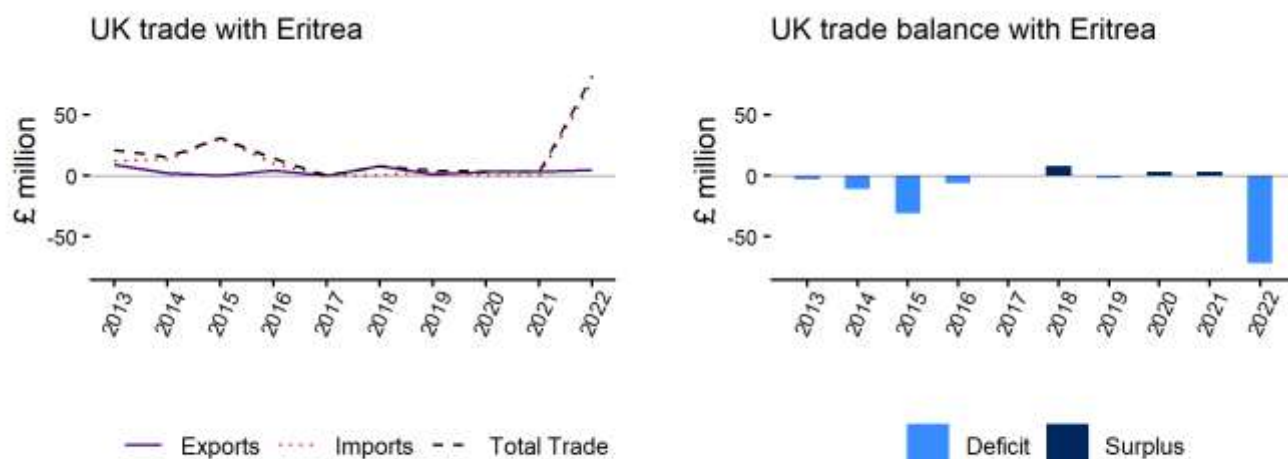 UK trade with Eritrea
£ million
50
0
-50
2013 2014 2015 2016 2017 2018 2019 2020 2021 2022
Exports Imports Total Trade
UK trade balance with Eritrea
£ million
50
0
-50
2013 2014 2015 2016 2017 2018 2019 2020 2021 2022
Deficit Surplus